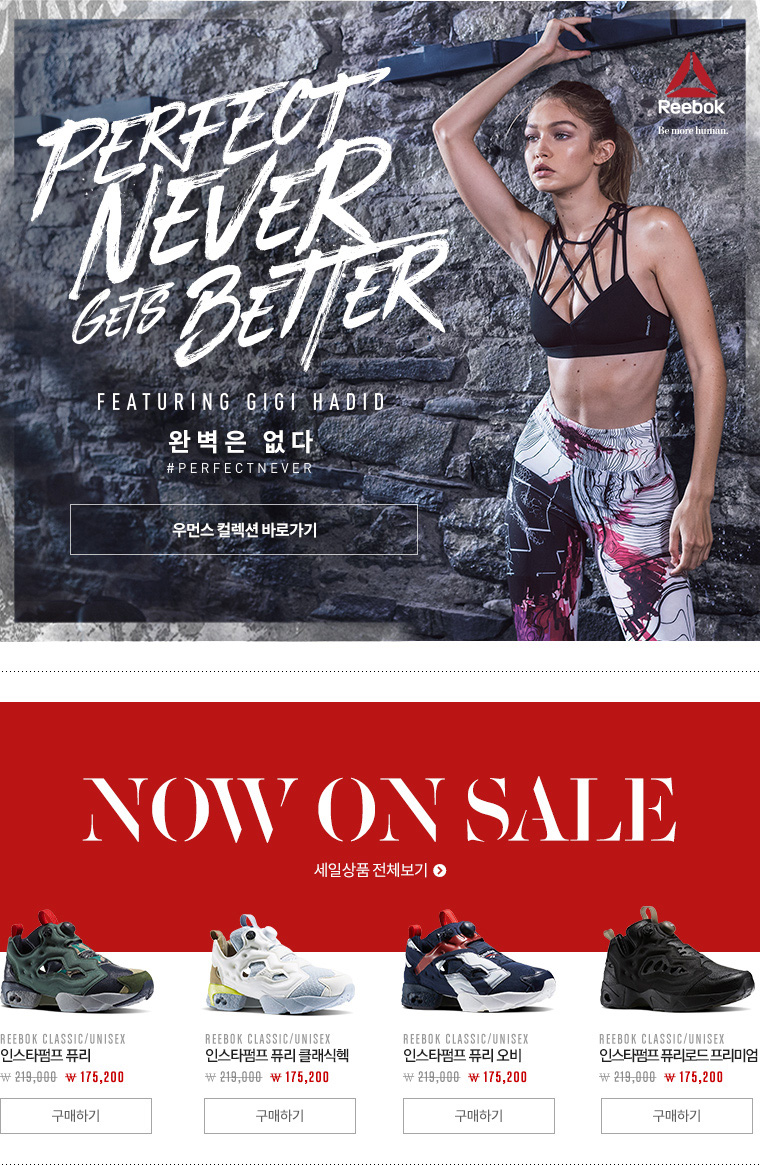 PERFECT
NEVER
GETS BETTER
Reebok
Be more human.
FEATURING GIGI HADID
완벽은 없다
#PERFECTNEVER
우먼스 컬렉션 바로가기
NOW ON SALE
세일상품 전체보기
REEBOK CLASSIC/UNISEX
인스타펌프 퓨리
₩ 219,000 ₩ 175,200
구매하기
REEBOK CLASSIC/UNISEX
인스타펌프 퓨리 클래식헥
₩ 219,000 ₩ 175,200
구매하기
REEBOK CLASSIC/UNISEX
인스타펌프 퓨리 오비
₩ 219,000 ₩ 175,200
구매하기
REEBOK CLASSIC/UNISEX
인스타펌프 퓨리로드 프리미엄
₩ 219,000 ₩ 175,200
구매하기